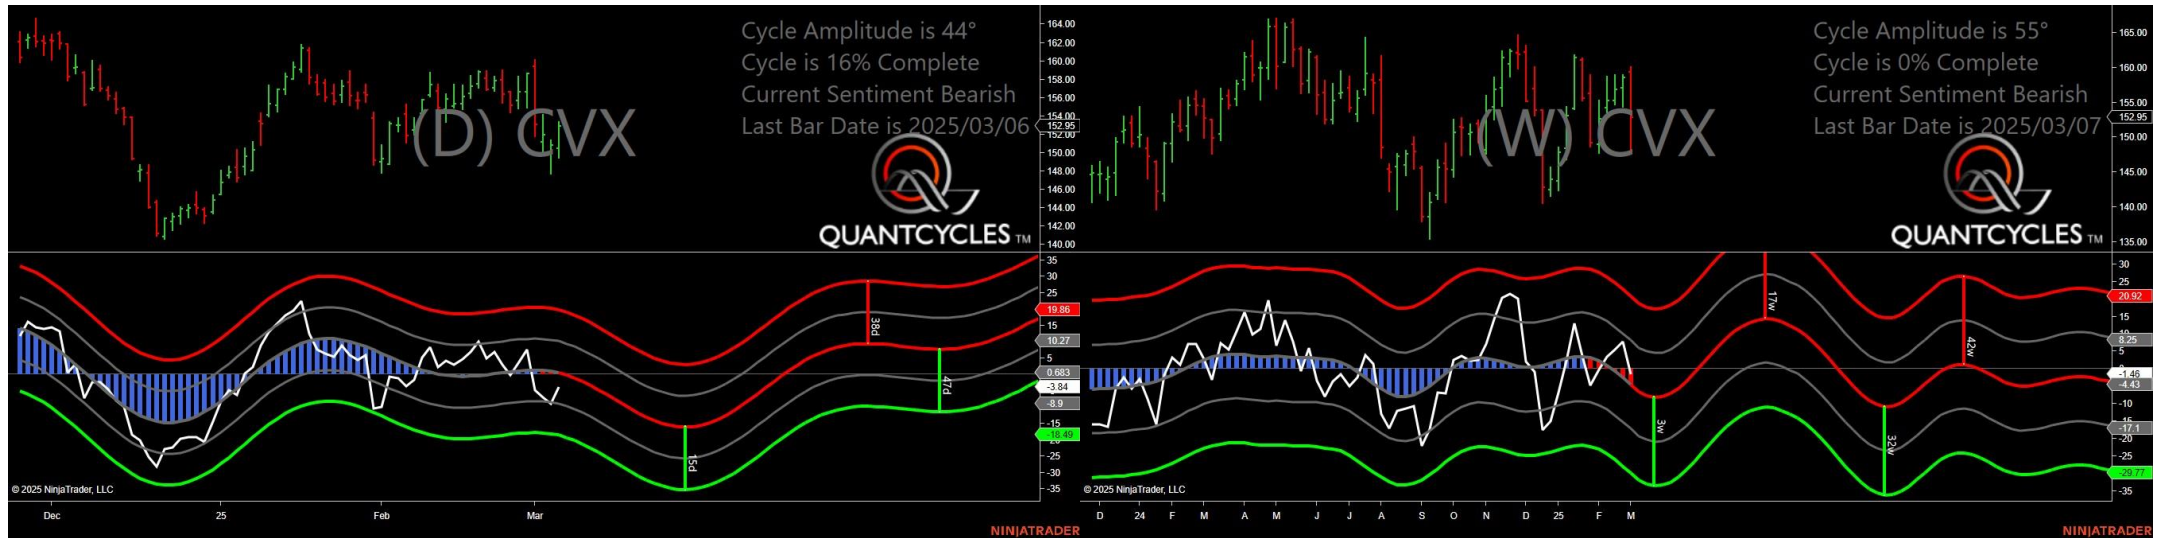 Cycle Amplitude is 44°
Cycle is 16% Complete
Current Sentiment Bearish
Last Bar Date is 2025/03/06
(D) CVX
QUANTCYCLES TM
164.00
162.00
160.00
158.00
156.00
154.00
152.95
152.00
150.00
148.00
146.00
144.00
142.00
140.00
35
30
25
19.86
15
10.27
5
0.683
-3.84
-8.9
-15
-18.49
25
-30
-35
38d
47d
15d
© 2025 NinjaTrader, LLC
Dec 25 Feb Mar
NINJATRADER
Cycle Amplitude is 55°
Cycle is 0% Complete
Current Sentiment Bearish
Last Bar Date is 2025/03/07
(W) CVX
QUANTCYCLES TM
165.00
160.00
155.00
152.95
150.00
145.00
140.00
135.00
30
25
20.92
15
8.25
5
-1.46
-4.43
-10
-17.1
-20
-25
-29.77
-35
17w
42w
3w
32w
© 2025 NinjaTrader, LLC
D 24 F M A M J J A S O N D 25 F M
NINJATRADER